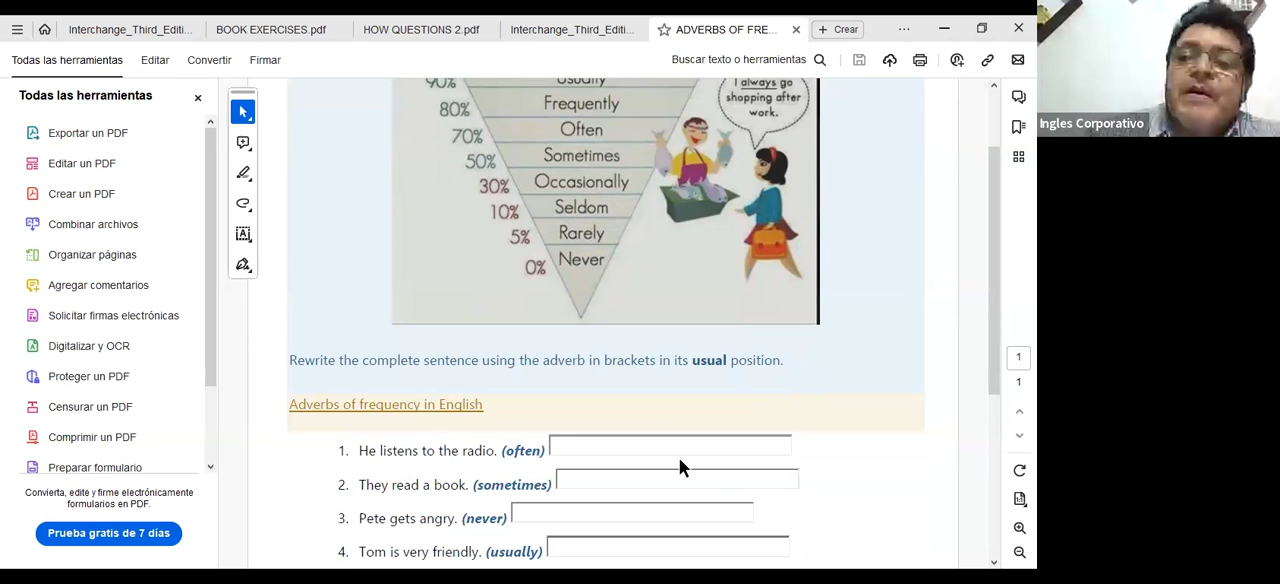 Interchange_Third_Editi...
BOOK EXERCISES.pdf
HOW QUESTIONS 2.pdf
Interchange_Third_Editi...
ADVERBS OF FRE...
Crear
Todas las herramientas
Editar
Convertir
Firmar
Buscar texto o herramientas
Todas las herramientas
Exportar un PDF
Editar un PDF
Crear un PDF
Combinar archivos
Organizar páginas
Agregar comentarios
Solicitar firmas electrónicas
Digitalizar y OCR
Proteger un PDF
Censurar un PDF
Comprimir un PDF
Preparar formulario
Convierta, edite y firme electrónicamente
formularios en PDF.
Prueba gratis de 7 días
90% Usually
80% Frequently
70% Often
50% Sometimes
30% Occasionally
10% Seldom
5% Rarely
0% Never
I always go
shopping after
work.
Rewrite the complete sentence using the adverb in brackets in its usual position.
Adverbs of frequency in English
1. He listens to the radio. (often)
2. They read a book. (sometimes)
3. Pete gets angry. (never)
4. Tom is very friendly. (usually)
1
1
Ingles Corporativo